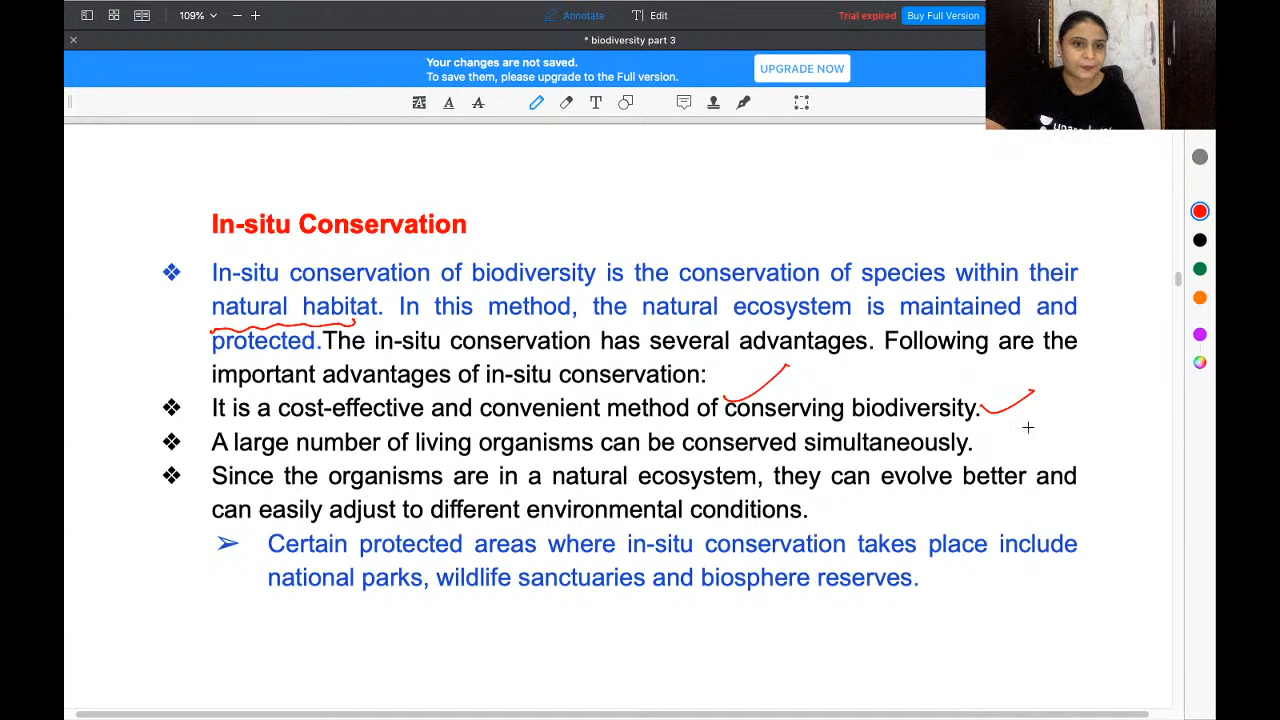 109%
Annotate
Edit
Trial expired
Buy Full Version
* biodiversity part 3
Your changes are not saved.
To save them, please upgrade to the Full version.
UPGRADE NOW
In-situ Conservation
❖ In-situ conservation of biodiversity is the conservation of species within their
natural habitat. In this method, the natural ecosystem is maintained and
protected.The in-situ conservation has several advantages. Following are the
important advantages of in-situ conservation:
❖ It is a cost-effective and convenient method of conserving biodiversity.
❖ A large number of living organisms can be conserved simultaneously.
❖ Since the organisms are in a natural ecosystem, they can evolve better and
can easily adjust to different environmental conditions.
➢ Certain protected areas where in-situ conservation takes place include
national parks, wildlife sanctuaries and biosphere reserves.